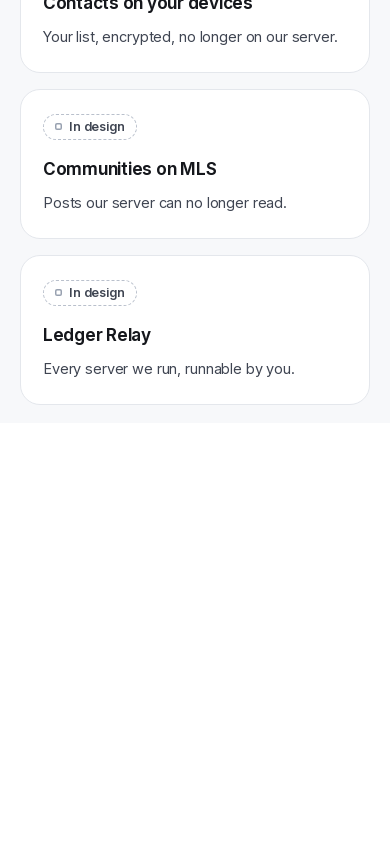 Contacts on your devices
Your list, encrypted, no longer on our server.
In design
Communities on MLS
Posts our server can no longer read.
In design
Ledger Relay
Every server we run, runnable by you.